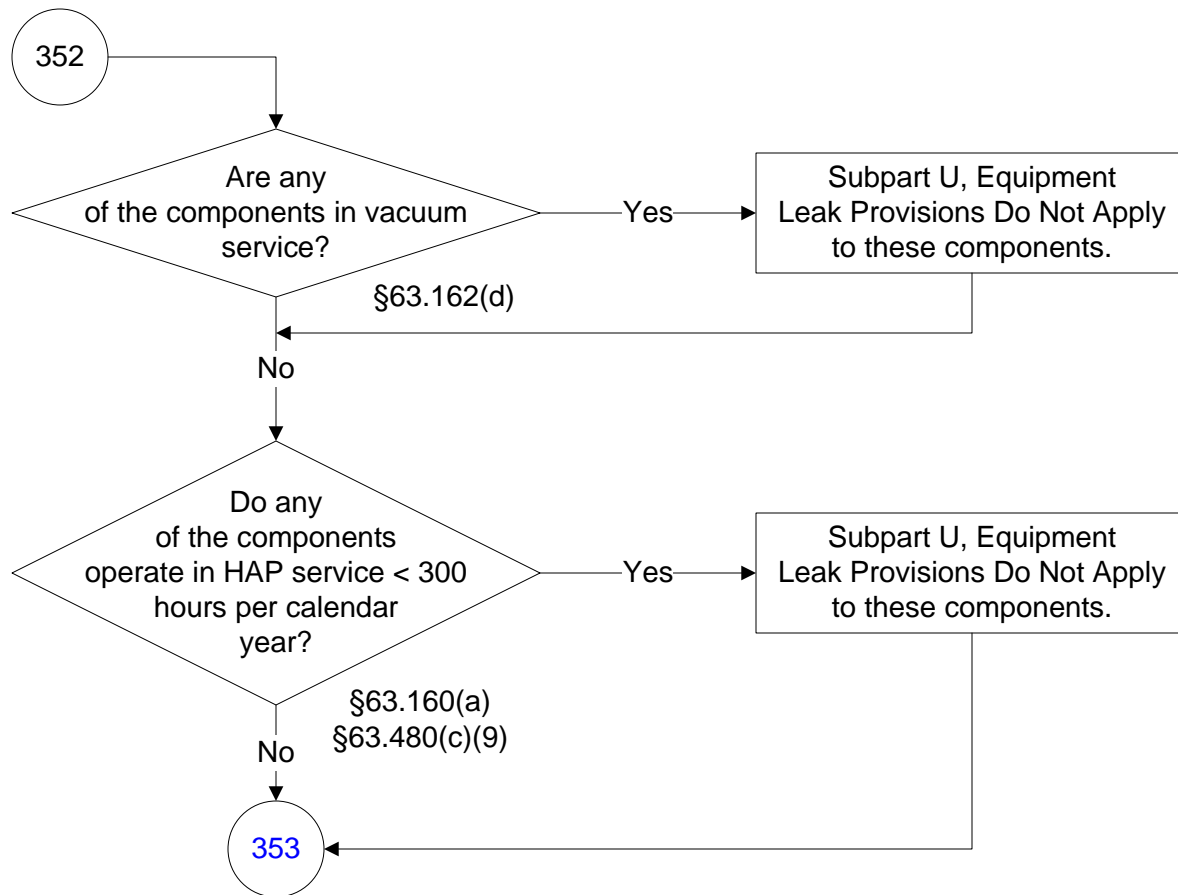 352
Are any
of the components in vacuum
service?
Yes
Subpart U, Equipment
Leak Provisions Do Not Apply
to these components.
§63.162(d)
No
Do any
of the components
operate in HAP service < 300
hours per calendar
year?
Yes
Subpart U, Equipment
Leak Provisions Do Not Apply
to these components.
§63.160(a)
§63.480(c)(9)
No
353